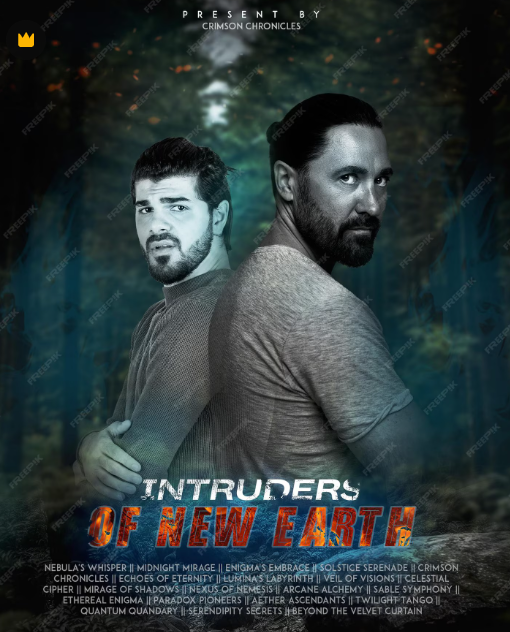 PRESENT BY
CRIMSON CHRONICLES
INTRUDERS
OF NEW EARTH
NEBULA'S WHISPER || MIDNIGHT MIRAGE || ENIGMA'S EMBRACE || SOLSTICE SERENADE || CRIMSON
CHRONICLES || ECHOES OF ETERNITY || LUMINA'S LABYRINTH || VEIL OF VISIONS || CELESTIAL
CIPHER || MIRAGE OF SHADOWS || NEXUS OF NEMESIS || ARCANE ALCHEMY || SABLE SYMPHONY ||
ETHEREAL ENIGMA || PARADOX PIONEERS || AETHER ASCENDANTS || TWILIGHT TANGO ||
QUANTUM QUANDARY || SERENDIPITY SECRETS || BEYOND THE VELVET CURTAIN
FREEPIK